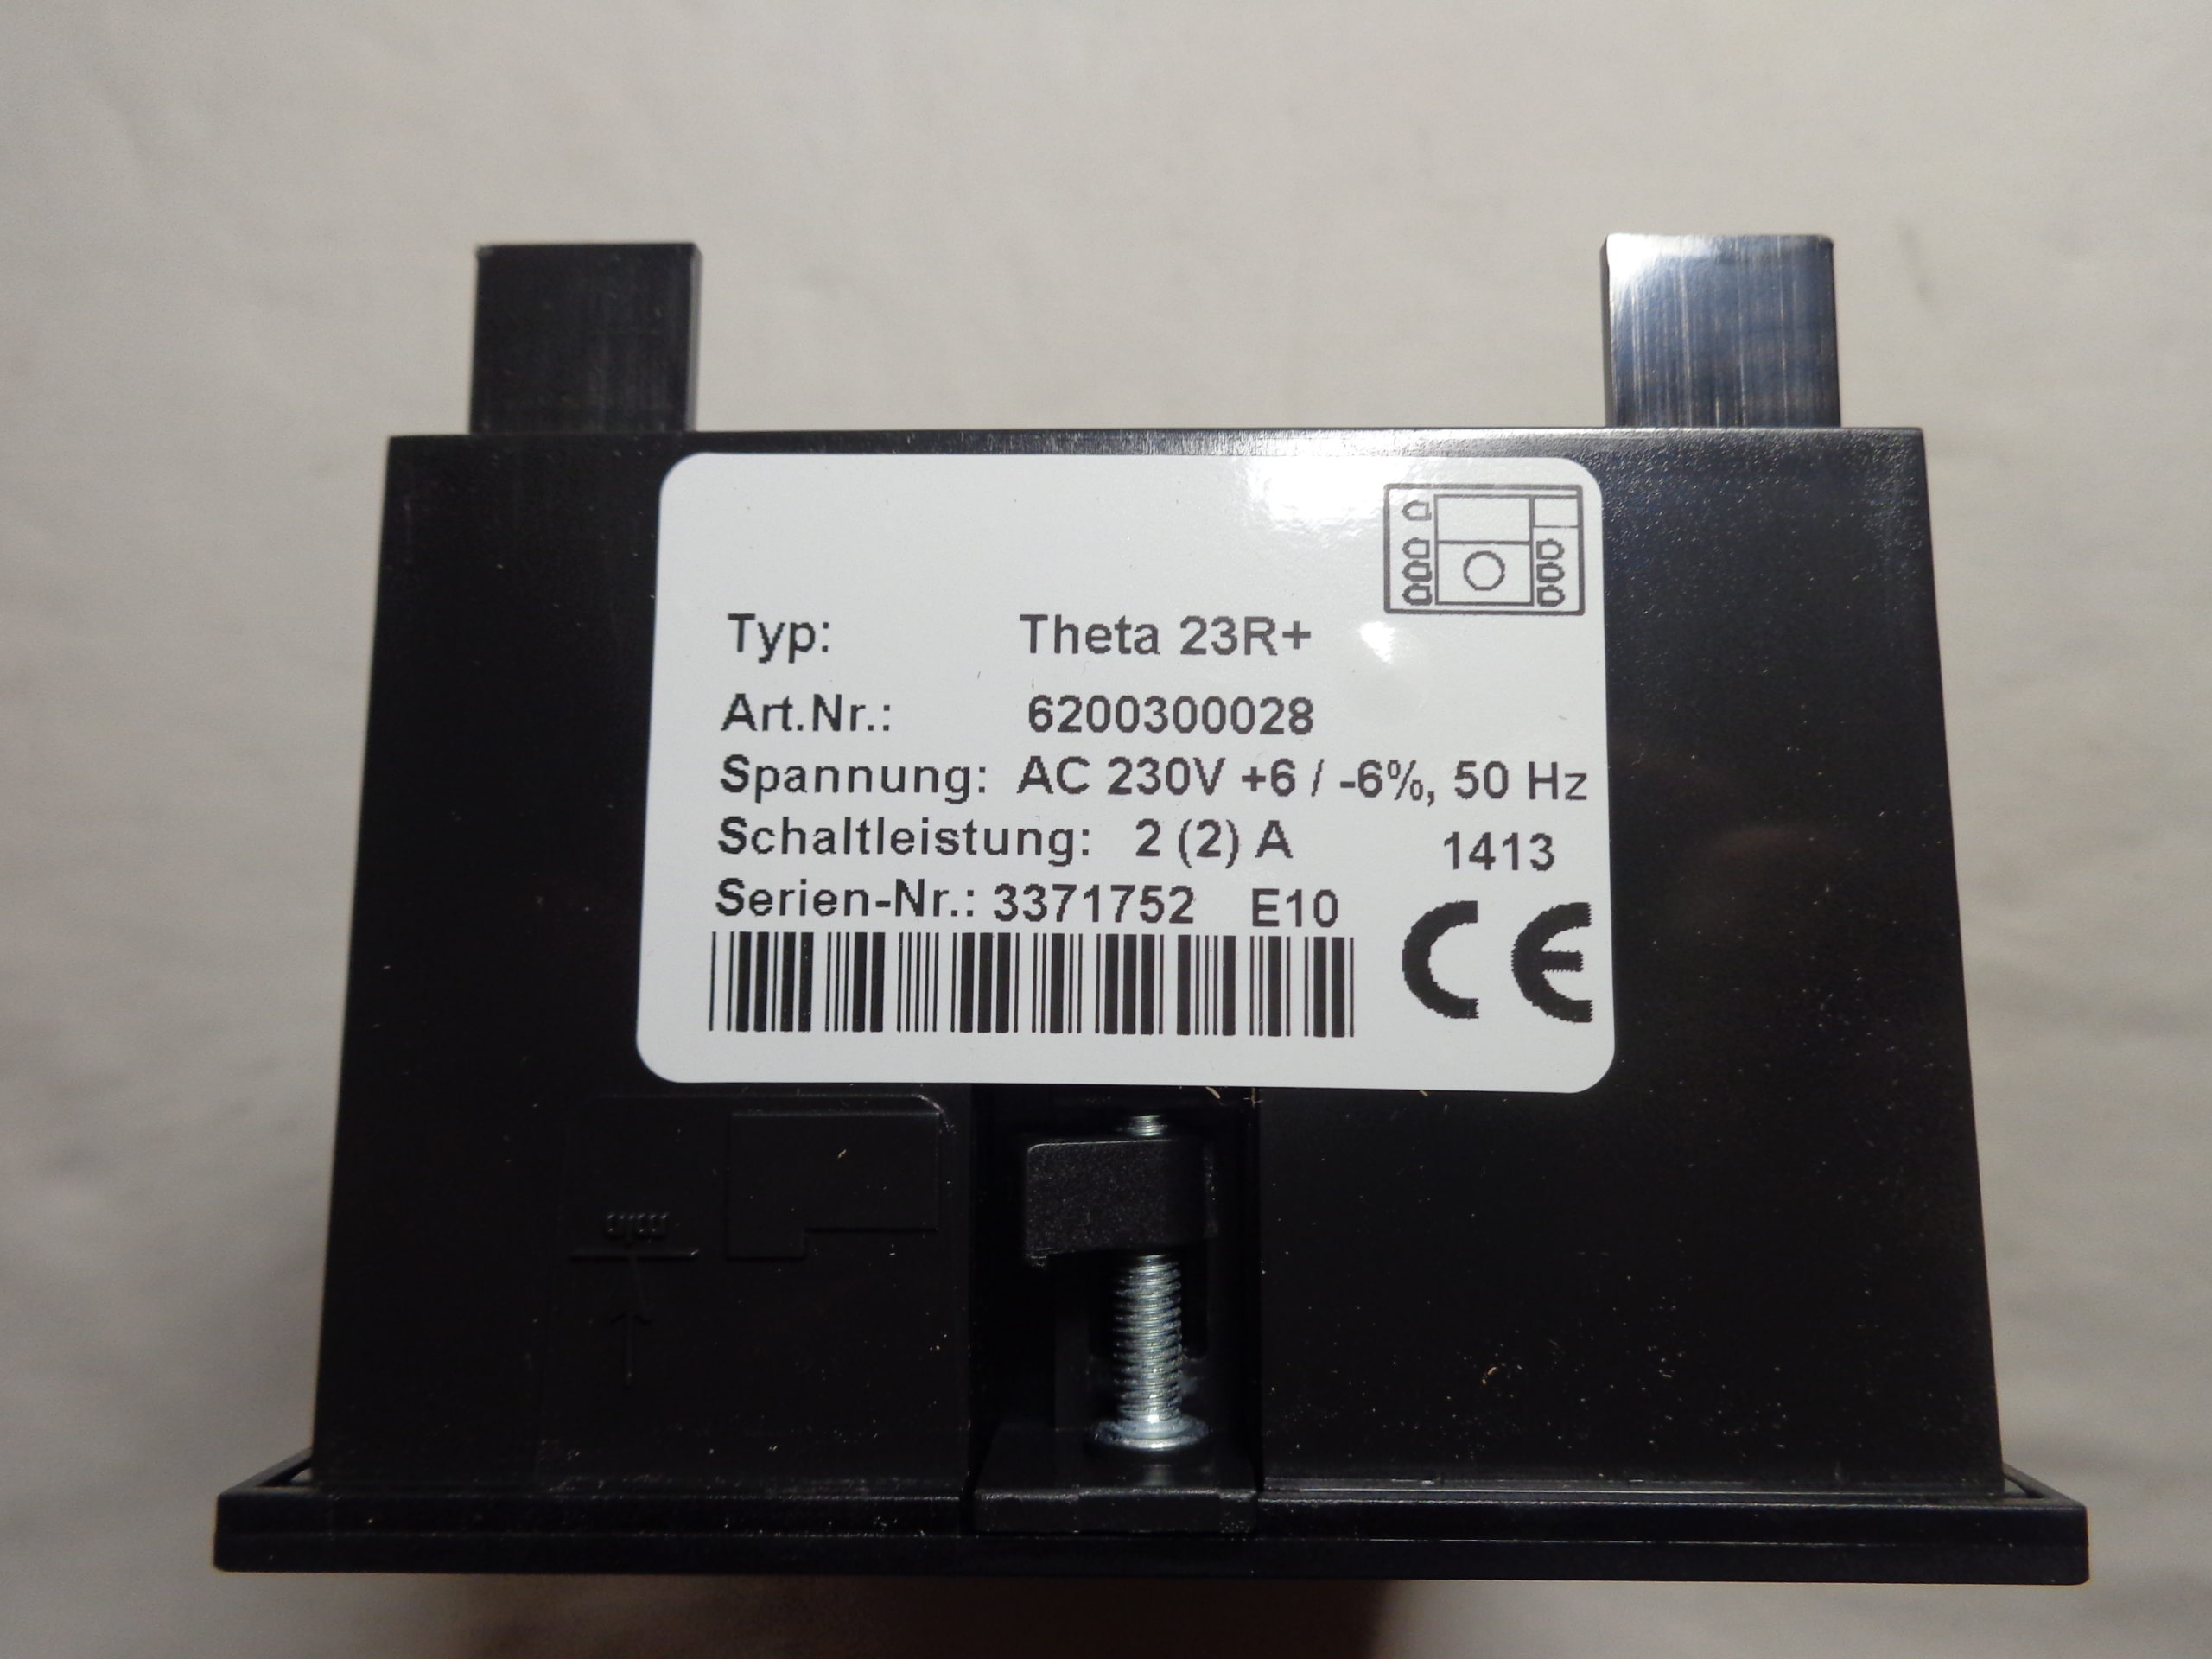 Typ: Theta 23R+
Art.Nr.: 6200300028
Spannung: AC 230V +6 / -6%, 50 Hz
Schaltleistung: 2 (2) A 1413
Serien-Nr.: 3371752 E10
CE